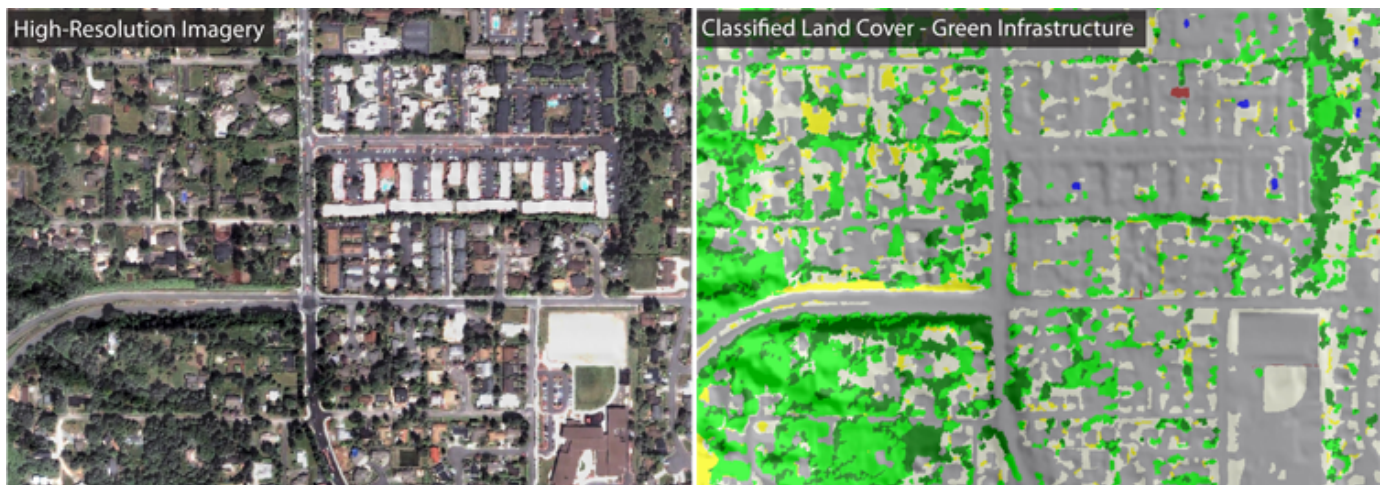 High-Resolution Imagery
Classified Land Cover - Green Infrastructure